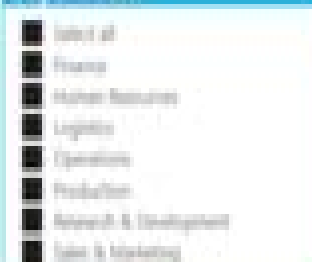 Select all
Finance
Human Resources
Logistics
Operations
Production
Research & Development
Sales & Marketing